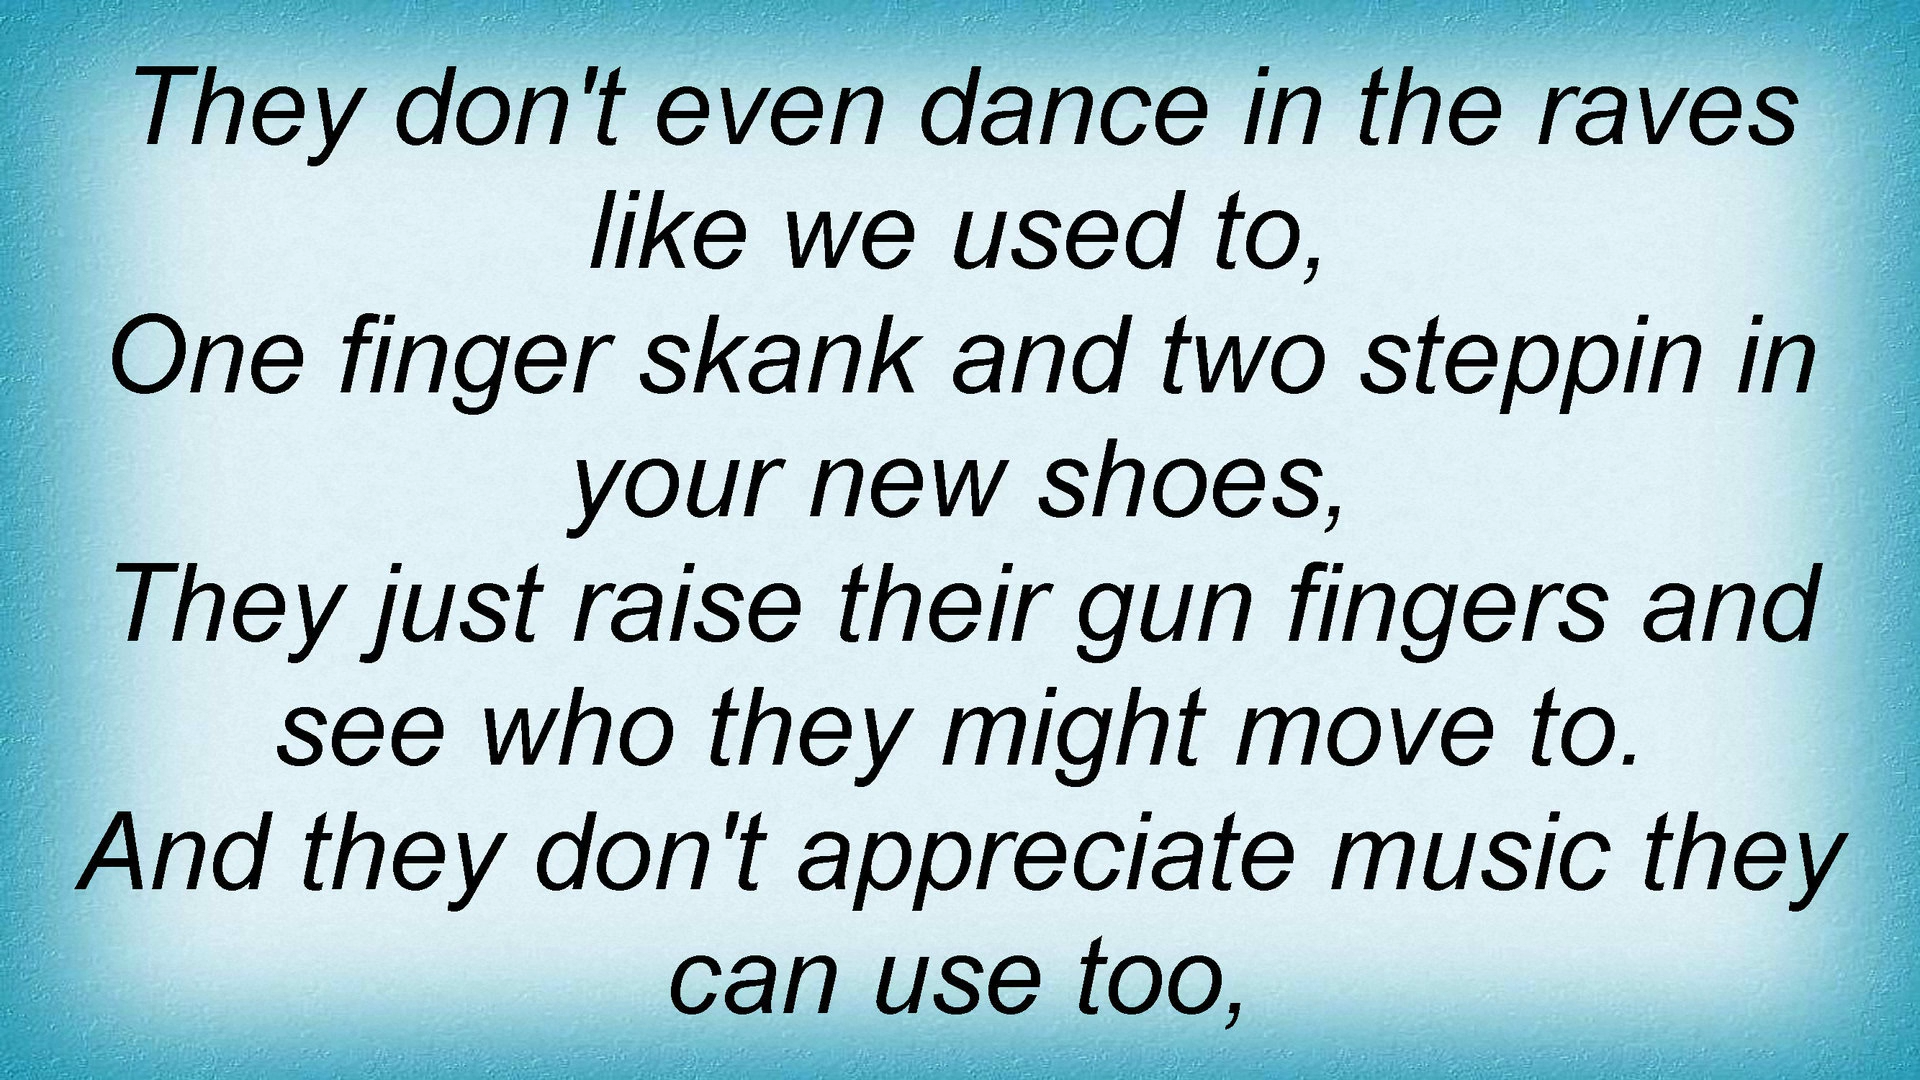 They don't even dance in the raves
like we used to,
One finger skank and two steppin in
your new shoes,
They just raise their gun fingers and
see who they might move to.
And they don't appreciate music they
can use too,